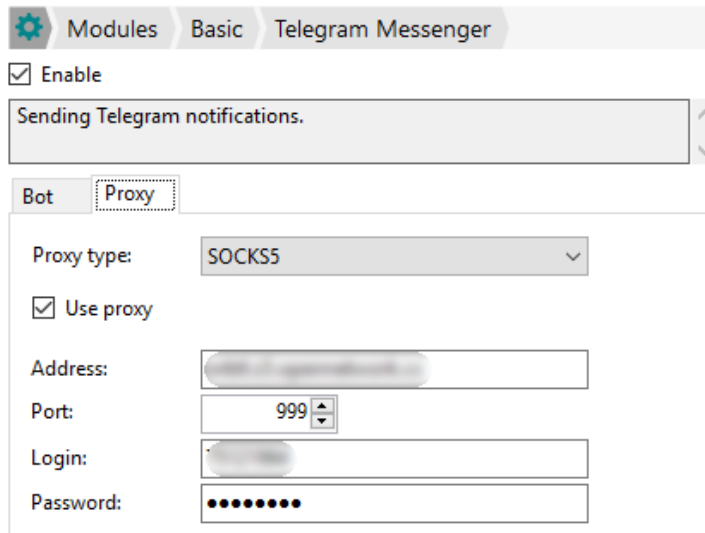 Modules Basic Telegram Messenger
Enable
Sending Telegram notifications.
Bot Proxy
Proxy type: SOCKS5
Use proxy
Address:
Port: 999
Login:
Password: ●●●●●●●●